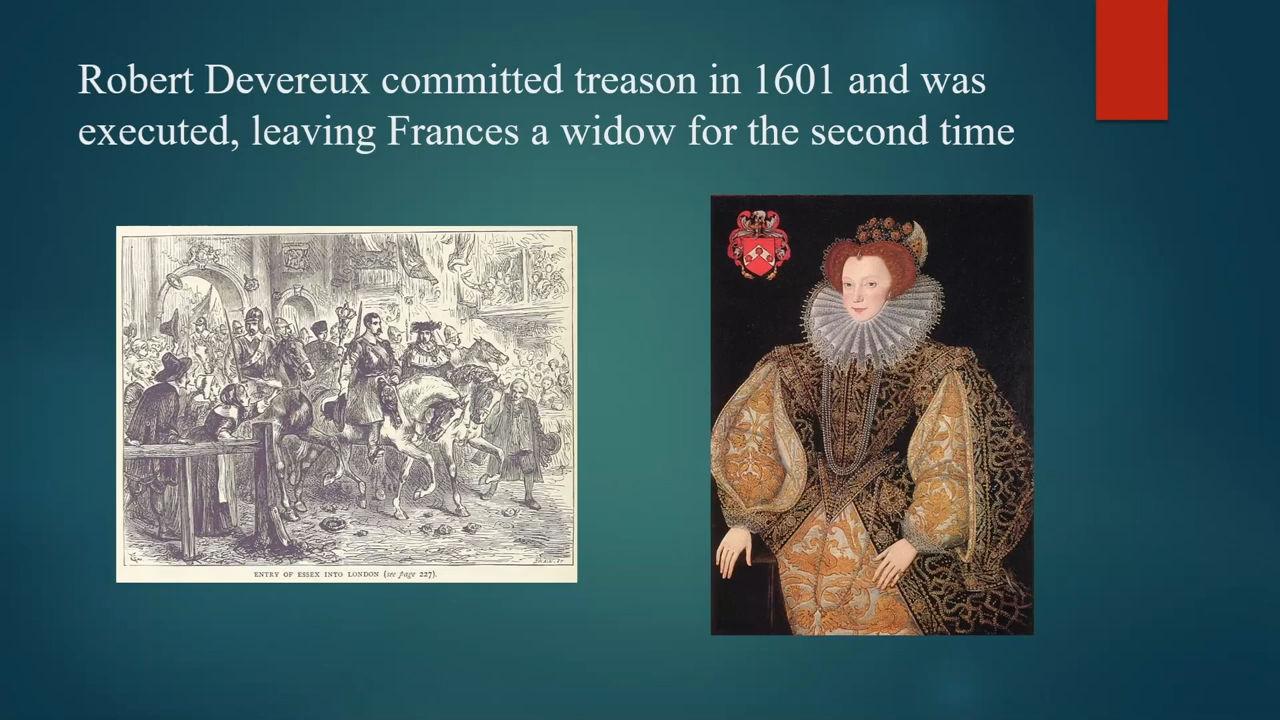 Robert Devereux committed treason in 1601 and was
executed, leaving Frances a widow for the second time
ENTRY OF ESSEX INTO LONDON (see page 227).